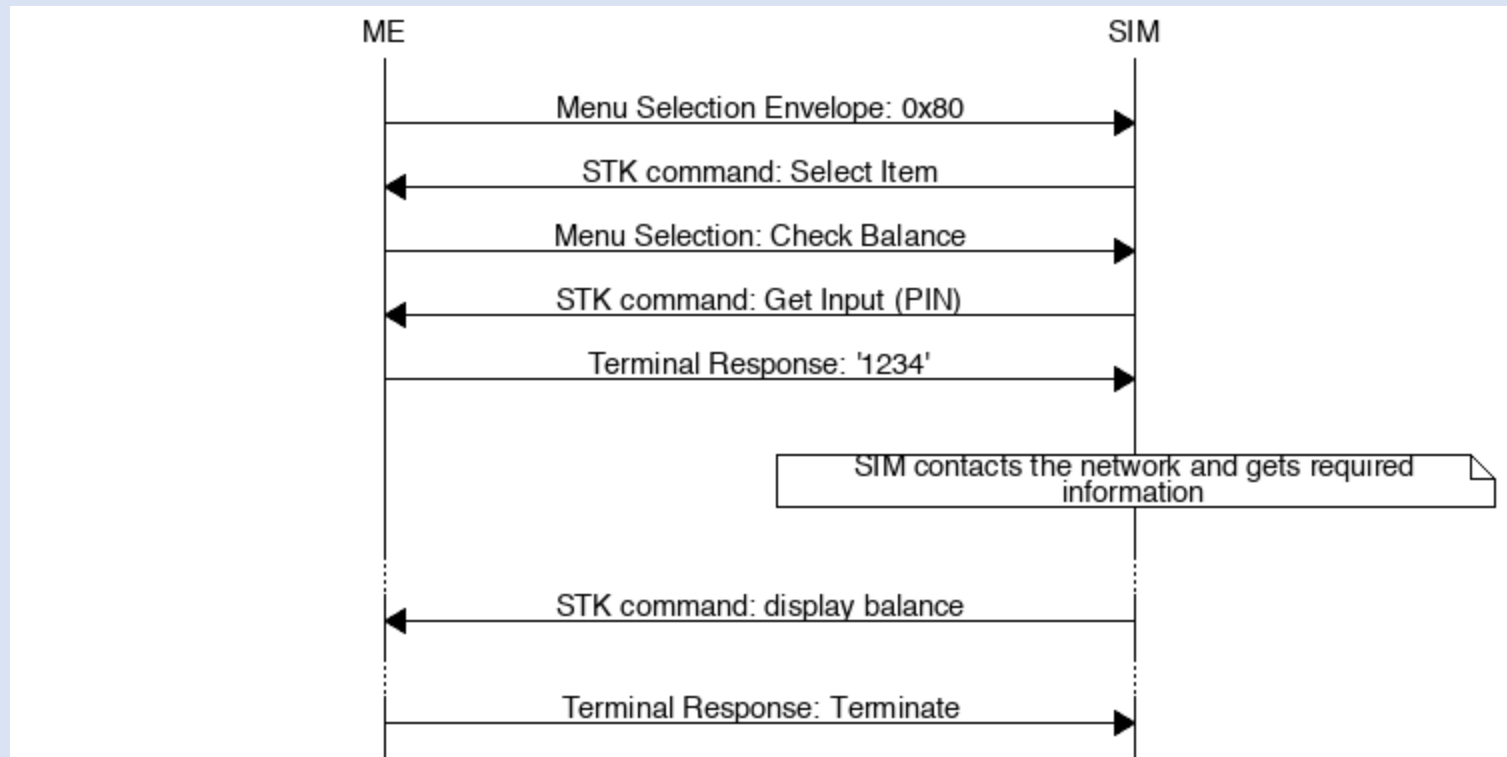 ME
SIM
Menu Selection Envelope: 0x80
STK command: Select Item
Menu Selection: Check Balance
STK command: Get Input (PIN)
Terminal Response: '1234'
SIM contacts the network and gets required
information
STK command: display balance
Terminal Response: Terminate